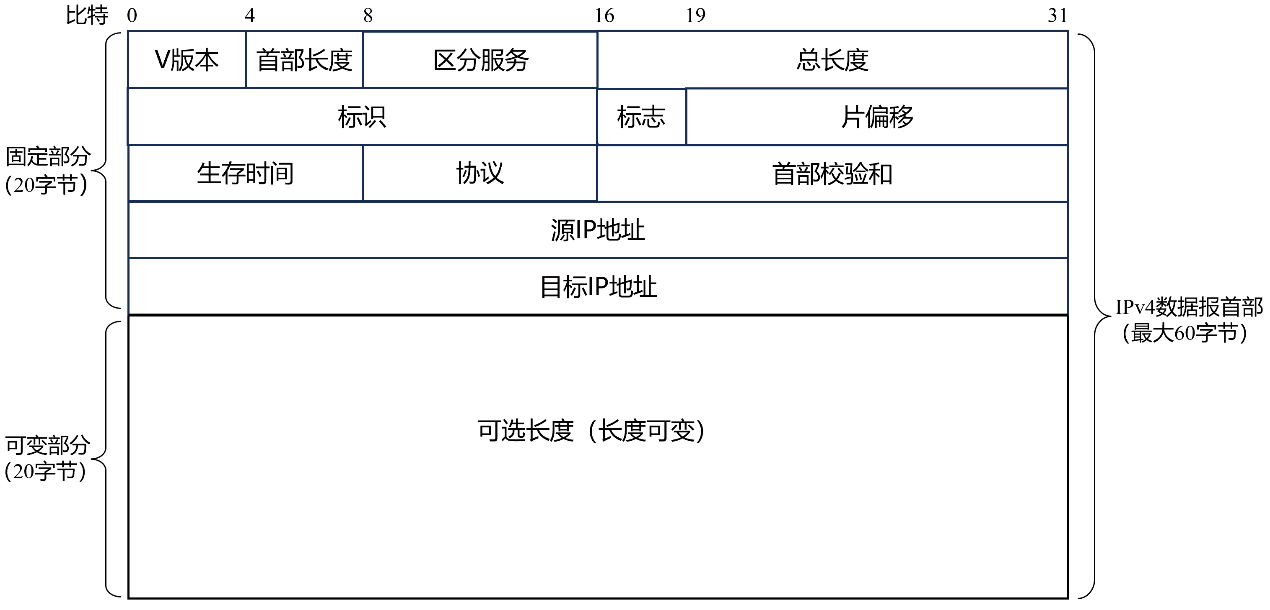 比特 0 4 8 16 19 31
V版本 首部长度 区分服务 总长度
标识 标志 片偏移
固定部分
(20字节)
生存时间 协议 首部校验和
源IP地址
目标IP地址
IPv4数据报首部
(最大60字节)
可选长度（长度可变）
可变部分
(20字节)